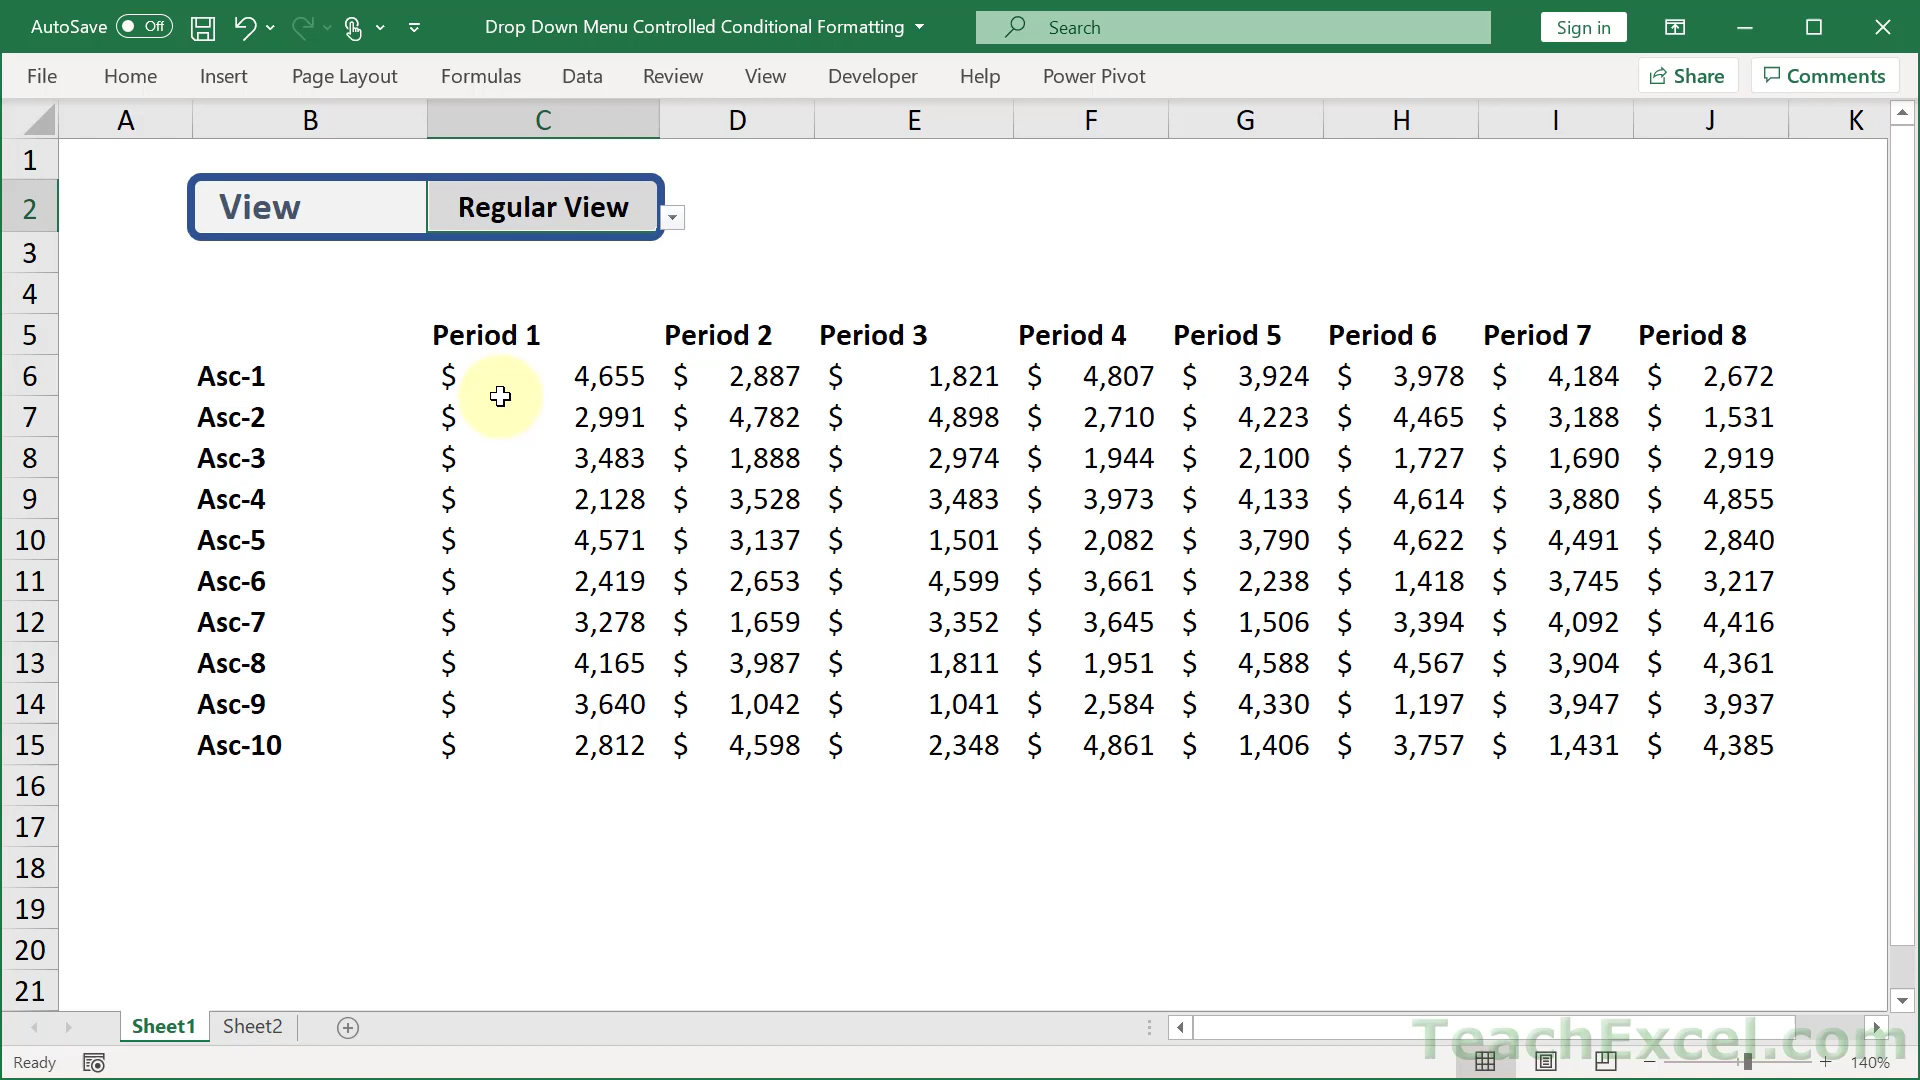 AutoSave Off Drop Down Menu Controlled Conditional Formatting Search Sign in
File Home Insert Page Layout Formulas Data Review View Developer Help Power Pivot Share Comments
A B C D E F G H I J K
1
2 View Regular View
3
4
5 Period 1 Period 2 Period 3 Period 4 Period 5 Period 6 Period 7 Period 8
6 Asc-1 $ 4,655 $ 2,887 $ 1,821 $ 4,807 $ 3,924 $ 3,978 $ 4,184 $ 2,672
7 Asc-2 $ 2,991 $ 4,782 $ 4,898 $ 2,710 $ 4,223 $ 4,465 $ 3,188 $ 1,531
8 Asc-3 $ 3,483 $ 1,888 $ 2,974 $ 1,944 $ 2,100 $ 1,727 $ 1,690 $ 2,919
9 Asc-4 $ 2,128 $ 3,528 $ 3,483 $ 3,973 $ 4,133 $ 4,614 $ 3,880 $ 4,855
10 Asc-5 $ 4,571 $ 3,137 $ 1,501 $ 2,082 $ 3,790 $ 4,622 $ 4,491 $ 2,840
11 Asc-6 $ 2,419 $ 2,653 $ 4,599 $ 3,661 $ 2,238 $ 1,418 $ 3,745 $ 3,217
12 Asc-7 $ 3,278 $ 1,659 $ 3,352 $ 3,645 $ 1,506 $ 3,394 $ 4,092 $ 4,416
13 Asc-8 $ 4,165 $ 3,987 $ 1,811 $ 1,951 $ 4,588 $ 4,567 $ 3,904 $ 4,361
14 Asc-9 $ 3,640 $ 1,042 $ 1,041 $ 2,584 $ 4,330 $ 1,197 $ 3,947 $ 3,937
15 Asc-10 $ 2,812 $ 4,598 $ 2,348 $ 4,861 $ 1,406 $ 3,757 $ 1,431 $ 4,385
16
17
18
19
20
21
Sheet1 Sheet2
TeachExcel.com
Ready 140%